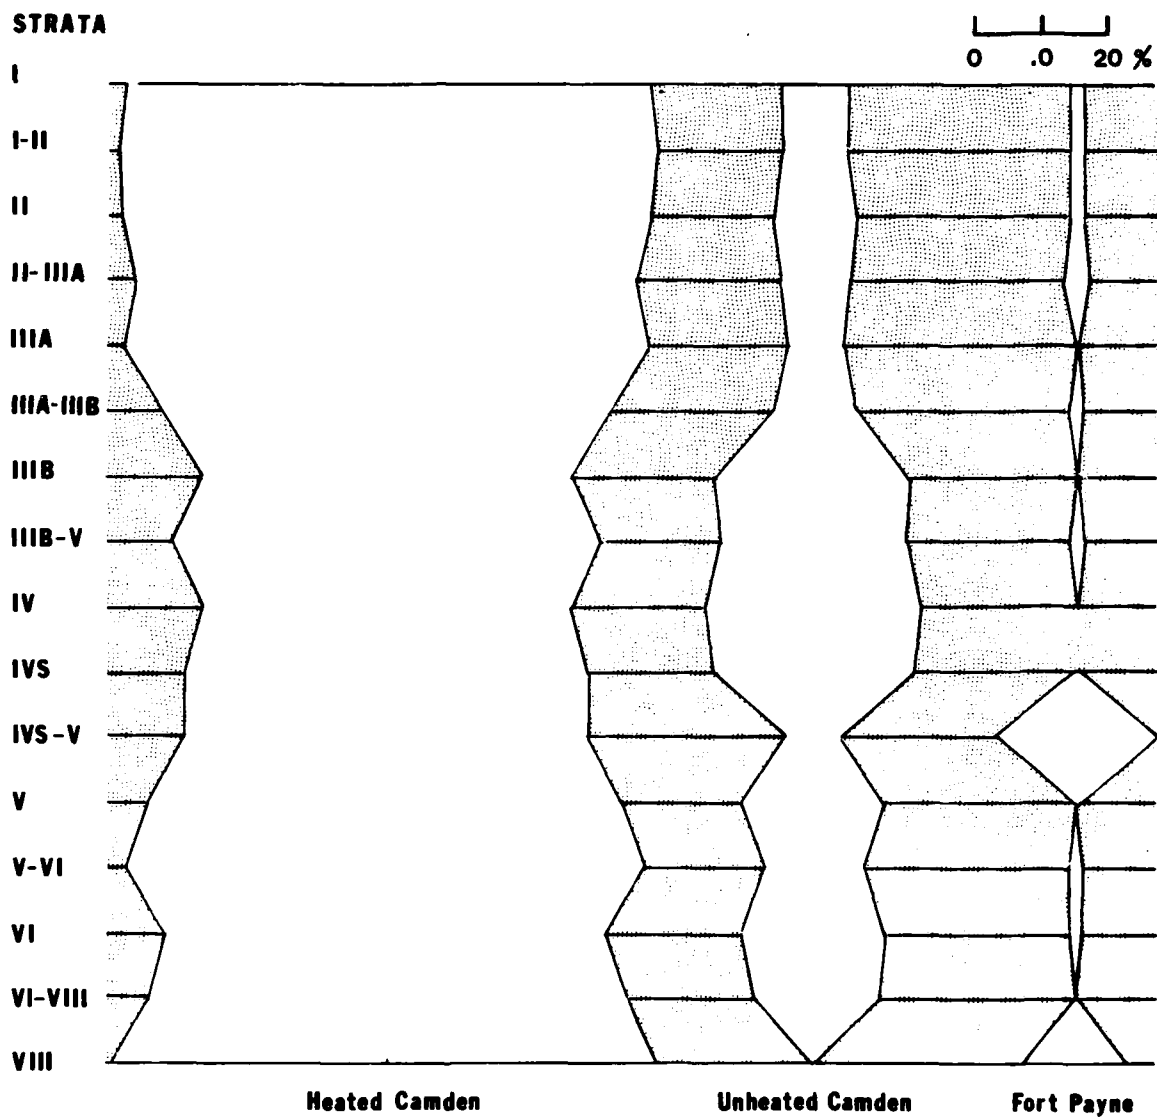 STRATA
0 .0 20 %
I
I-II
II
II-IIIA
IIIA
IIIA-IIIB
IIIB
IIIB-V
IV
IVS
IVS-V
V
V-VI
VI
VI-VIII
VIII
Heated Camden Unheated Camden Fort Payne